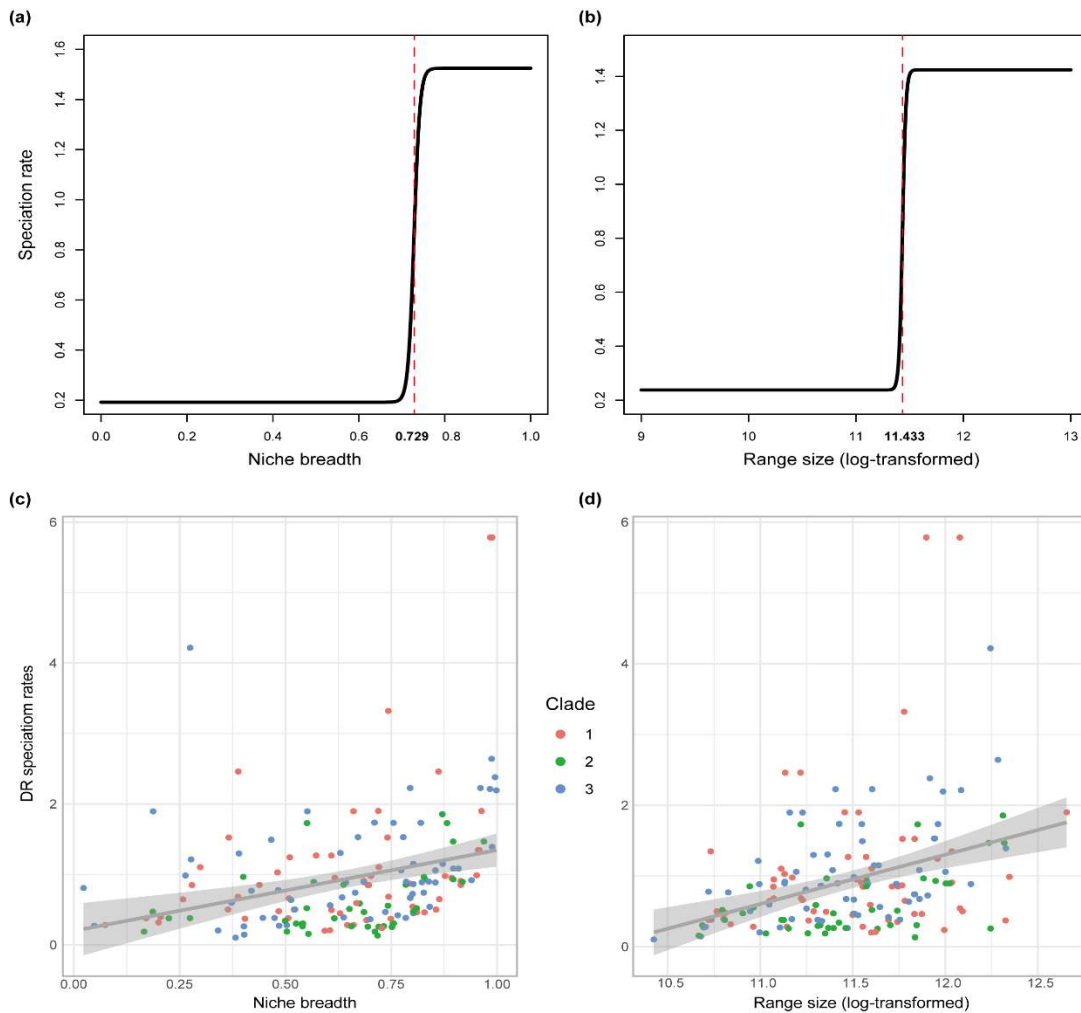 (a)
(b)
1.6
1.4
1.2
1.0
0.8
0.6
0.4
0.2
Speciation rate
0.0 0.2 0.4 0.6 0.729 0.8 1.0
Niche breadth
1.4
1.2
1.0
0.8
0.6
0.4
0.2
9 10 11 11.433 12 13
Range size (log-transformed)
(c)
(d)
6
4
2
0
DR speciatiom rates
0.00 0.25 0.50 0.75 1.00
Niche breadth
Clade
1
2
3
6
4
2
0
10.5 11.0 11.5 12.0 12.5
Range size (log-transformed)